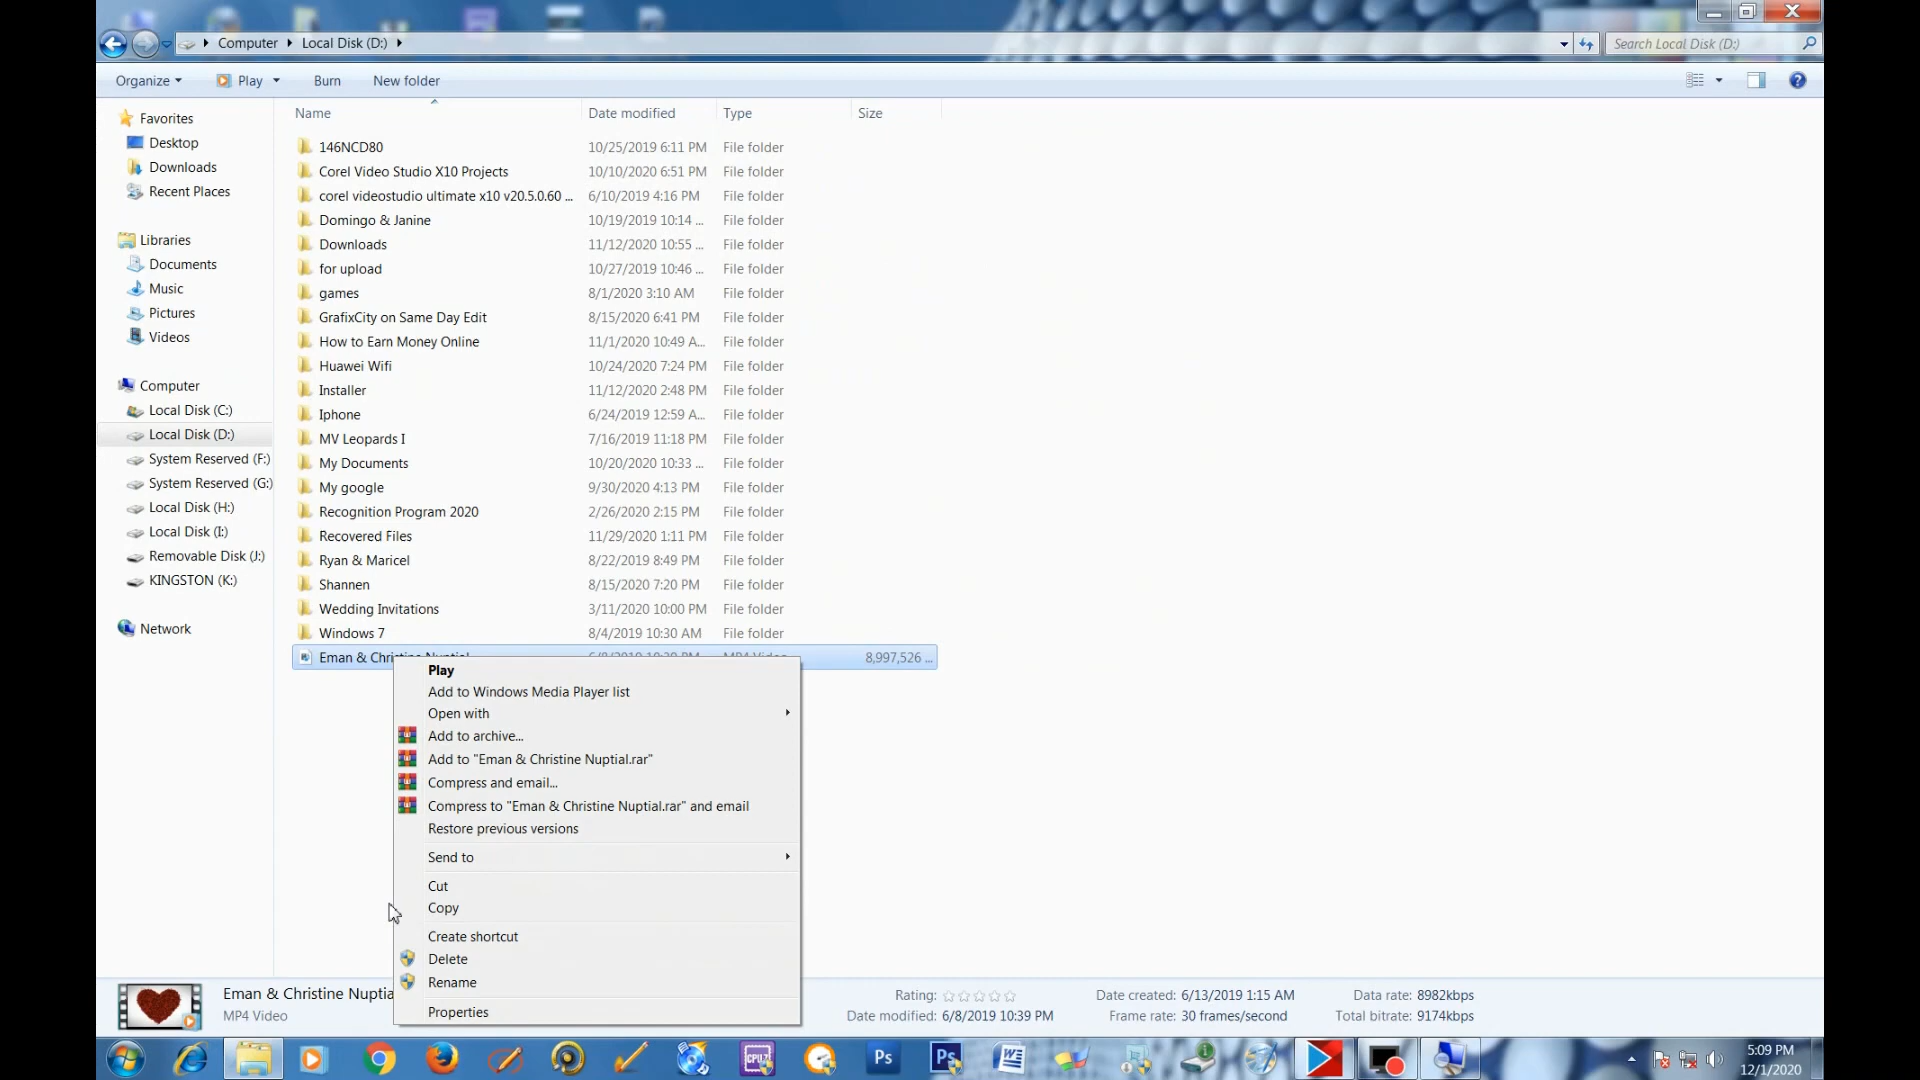 Computer Local Disk (D:)
Search Local Disk (D:)
Organize Play Burn New folder
Name Date modified Type Size
Favorites
Desktop
Downloads
Recent Places
Libraries
Documents
Music
Pictures
Videos
Computer
Local Disk (C:)
Local Disk (D:)
System Reserved (F:)
System Reserved (G:)
Local Disk (H:)
Local Disk (I:)
Removable Disk (J:)
KINGSTON (K:)
Network
146NCD80 10/25/2019 6:11 PM File folder
Corel Video Studio X10 Projects 10/10/2020 6:51 PM File folder
corel videostudio ultimate x10 v20.5.0.60 ... 6/10/2019 4:16 PM File folder
Domingo & Janine 10/19/2019 10:14 ... File folder
Downloads 11/12/2020 10:55 ... File folder
for upload 10/27/2019 10:46 ... File folder
games 8/1/2020 3:10 AM File folder
GrafixCity on Same Day Edit 8/15/2020 6:41 PM File folder
How to Earn Money Online 11/1/2020 10:49 A... File folder
Huawei Wifi 10/24/2020 7:24 PM File folder
Installer 11/12/2020 2:48 PM File folder
Iphone 6/24/2019 12:59 A... File folder
MV Leopards I 7/16/2019 11:18 PM File folder
My Documents 10/20/2020 10:33 ... File folder
My google 9/30/2020 4:13 PM File folder
Recognition Program 2020 2/26/2020 2:15 PM File folder
Recovered Files 11/29/2020 1:11 PM File folder
Ryan & Maricel 8/22/2019 8:49 PM File folder
Shannen 8/15/2020 7:20 PM File folder
Wedding Invitations 3/11/2020 10:00 PM File folder
Windows 7 8/4/2019 10:30 AM File folder
Eman & Christine Nuptial 6/8/2019 10:39 PM MP4 Video 8,997,526 ...
Play
Add to Windows Media Player list
Open with
Add to archive...
Add to "Eman & Christine Nuptial.rar"
Compress and email...
Compress to "Eman & Christine Nuptial.rar" and email
Restore previous versions
Send to
Cut
Copy
Create shortcut
Delete
Rename
Properties
Eman & Christine Nuptia
MP4 Video
Rating: Date created: 6/13/2019 1:15 AM Data rate: 8982kbps
Date modified: 6/8/2019 10:39 PM Frame rate: 30 frames/second Total bitrate: 9174kbps
CPU-Z Ps Ps
5:09 PM
12/1/2020